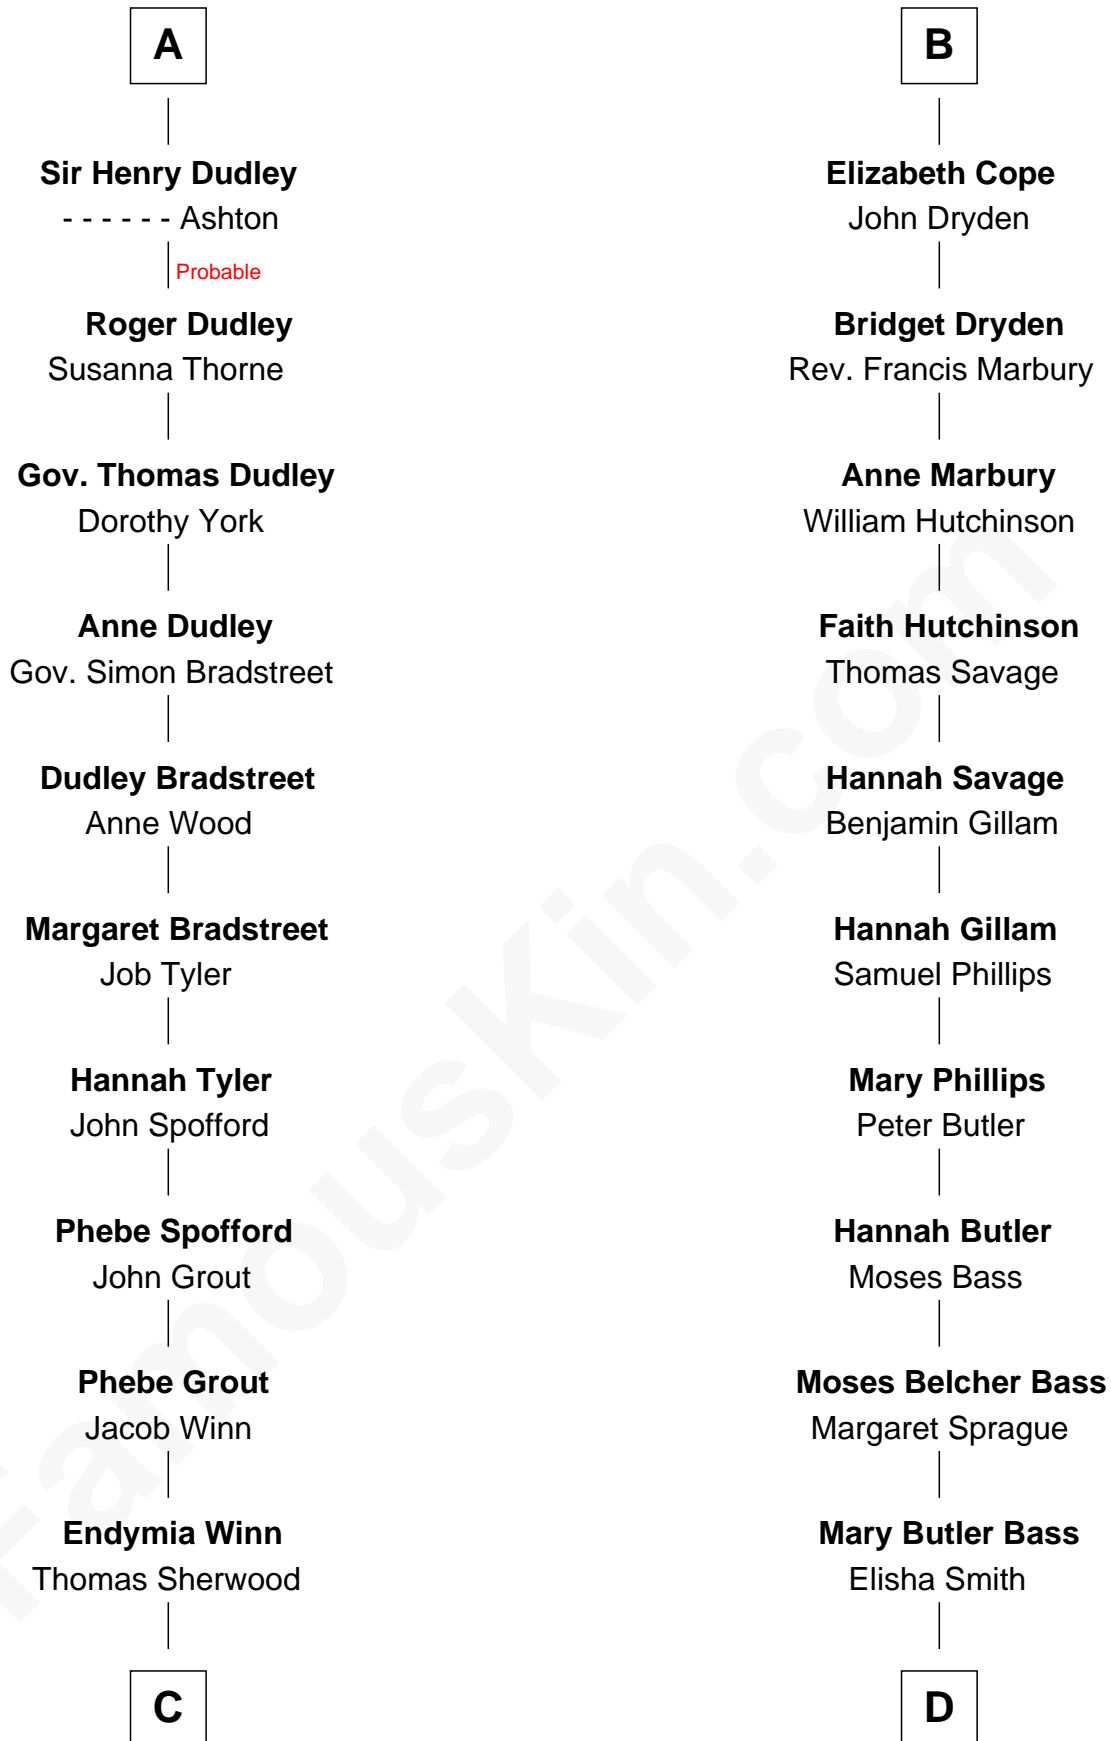 A
Sir Henry Dudley
- - - - - - Ashton
Probable
Roger Dudley
Susanna Thorne
Gov. Thomas Dudley
Dorothy York
Anne Dudley
Gov. Simon Bradstreet
Dudley Bradstreet
Anne Wood
Margaret Bradstreet
Job Tyler
Hannah Tyler
John Spofford
Phebe Spofford
John Grout
Phebe Grout
Jacob Winn
Endymia Winn
Thomas Sherwood
C
B
Elizabeth Cope
John Dryden
Bridget Dryden
Rev. Francis Marbury
Anne Marbury
William Hutchinson
Faith Hutchinson
Thomas Savage
Hannah Savage
Benjamin Gillam
Hannah Gillam
Samuel Phillips
Mary Phillips
Peter Butler
Hannah Butler
Moses Bass
Moses Belcher Bass
Margaret Sprague
Mary Butler Bass
Elisha Smith
D
FamousKin.com